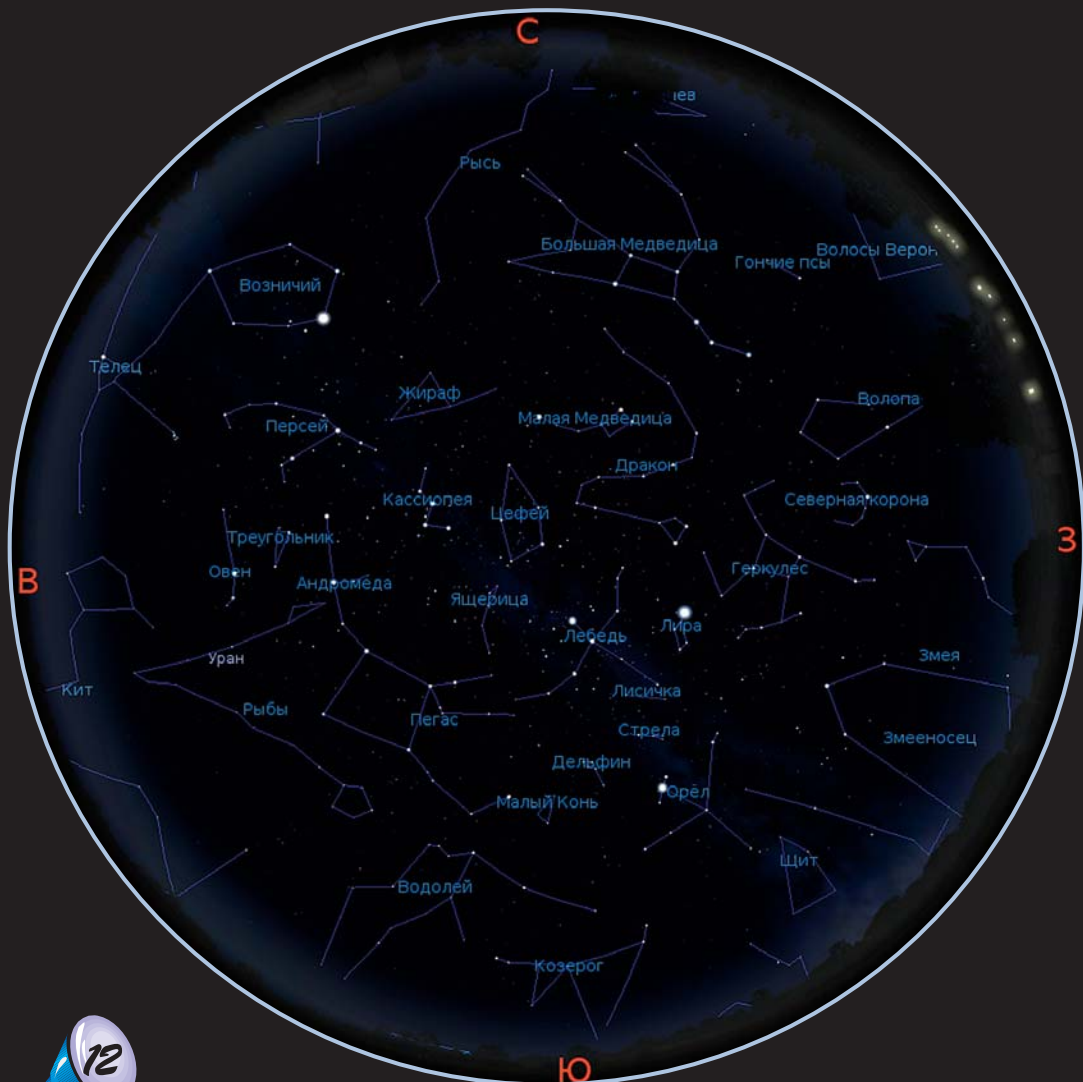 С
Рысь
Большая Медведица
Гончие псы
Волосы Верон
Возничий
Телец
Жираф
Волопа
Малая Медведица
Персей
Дракон
Кассиопея
Цефей
Северная корона
Треугольник
З
Овен
Андромеда
Геркулес
В
Ящерица
Лебедь
Лира
Уран
Змея
Кит
Рыбы
Лисичка
Пегас
Стрела
Змееносец
Дельфин
Малый Конь
Орёл
Щит
Водолей
Козерог
12
Ю